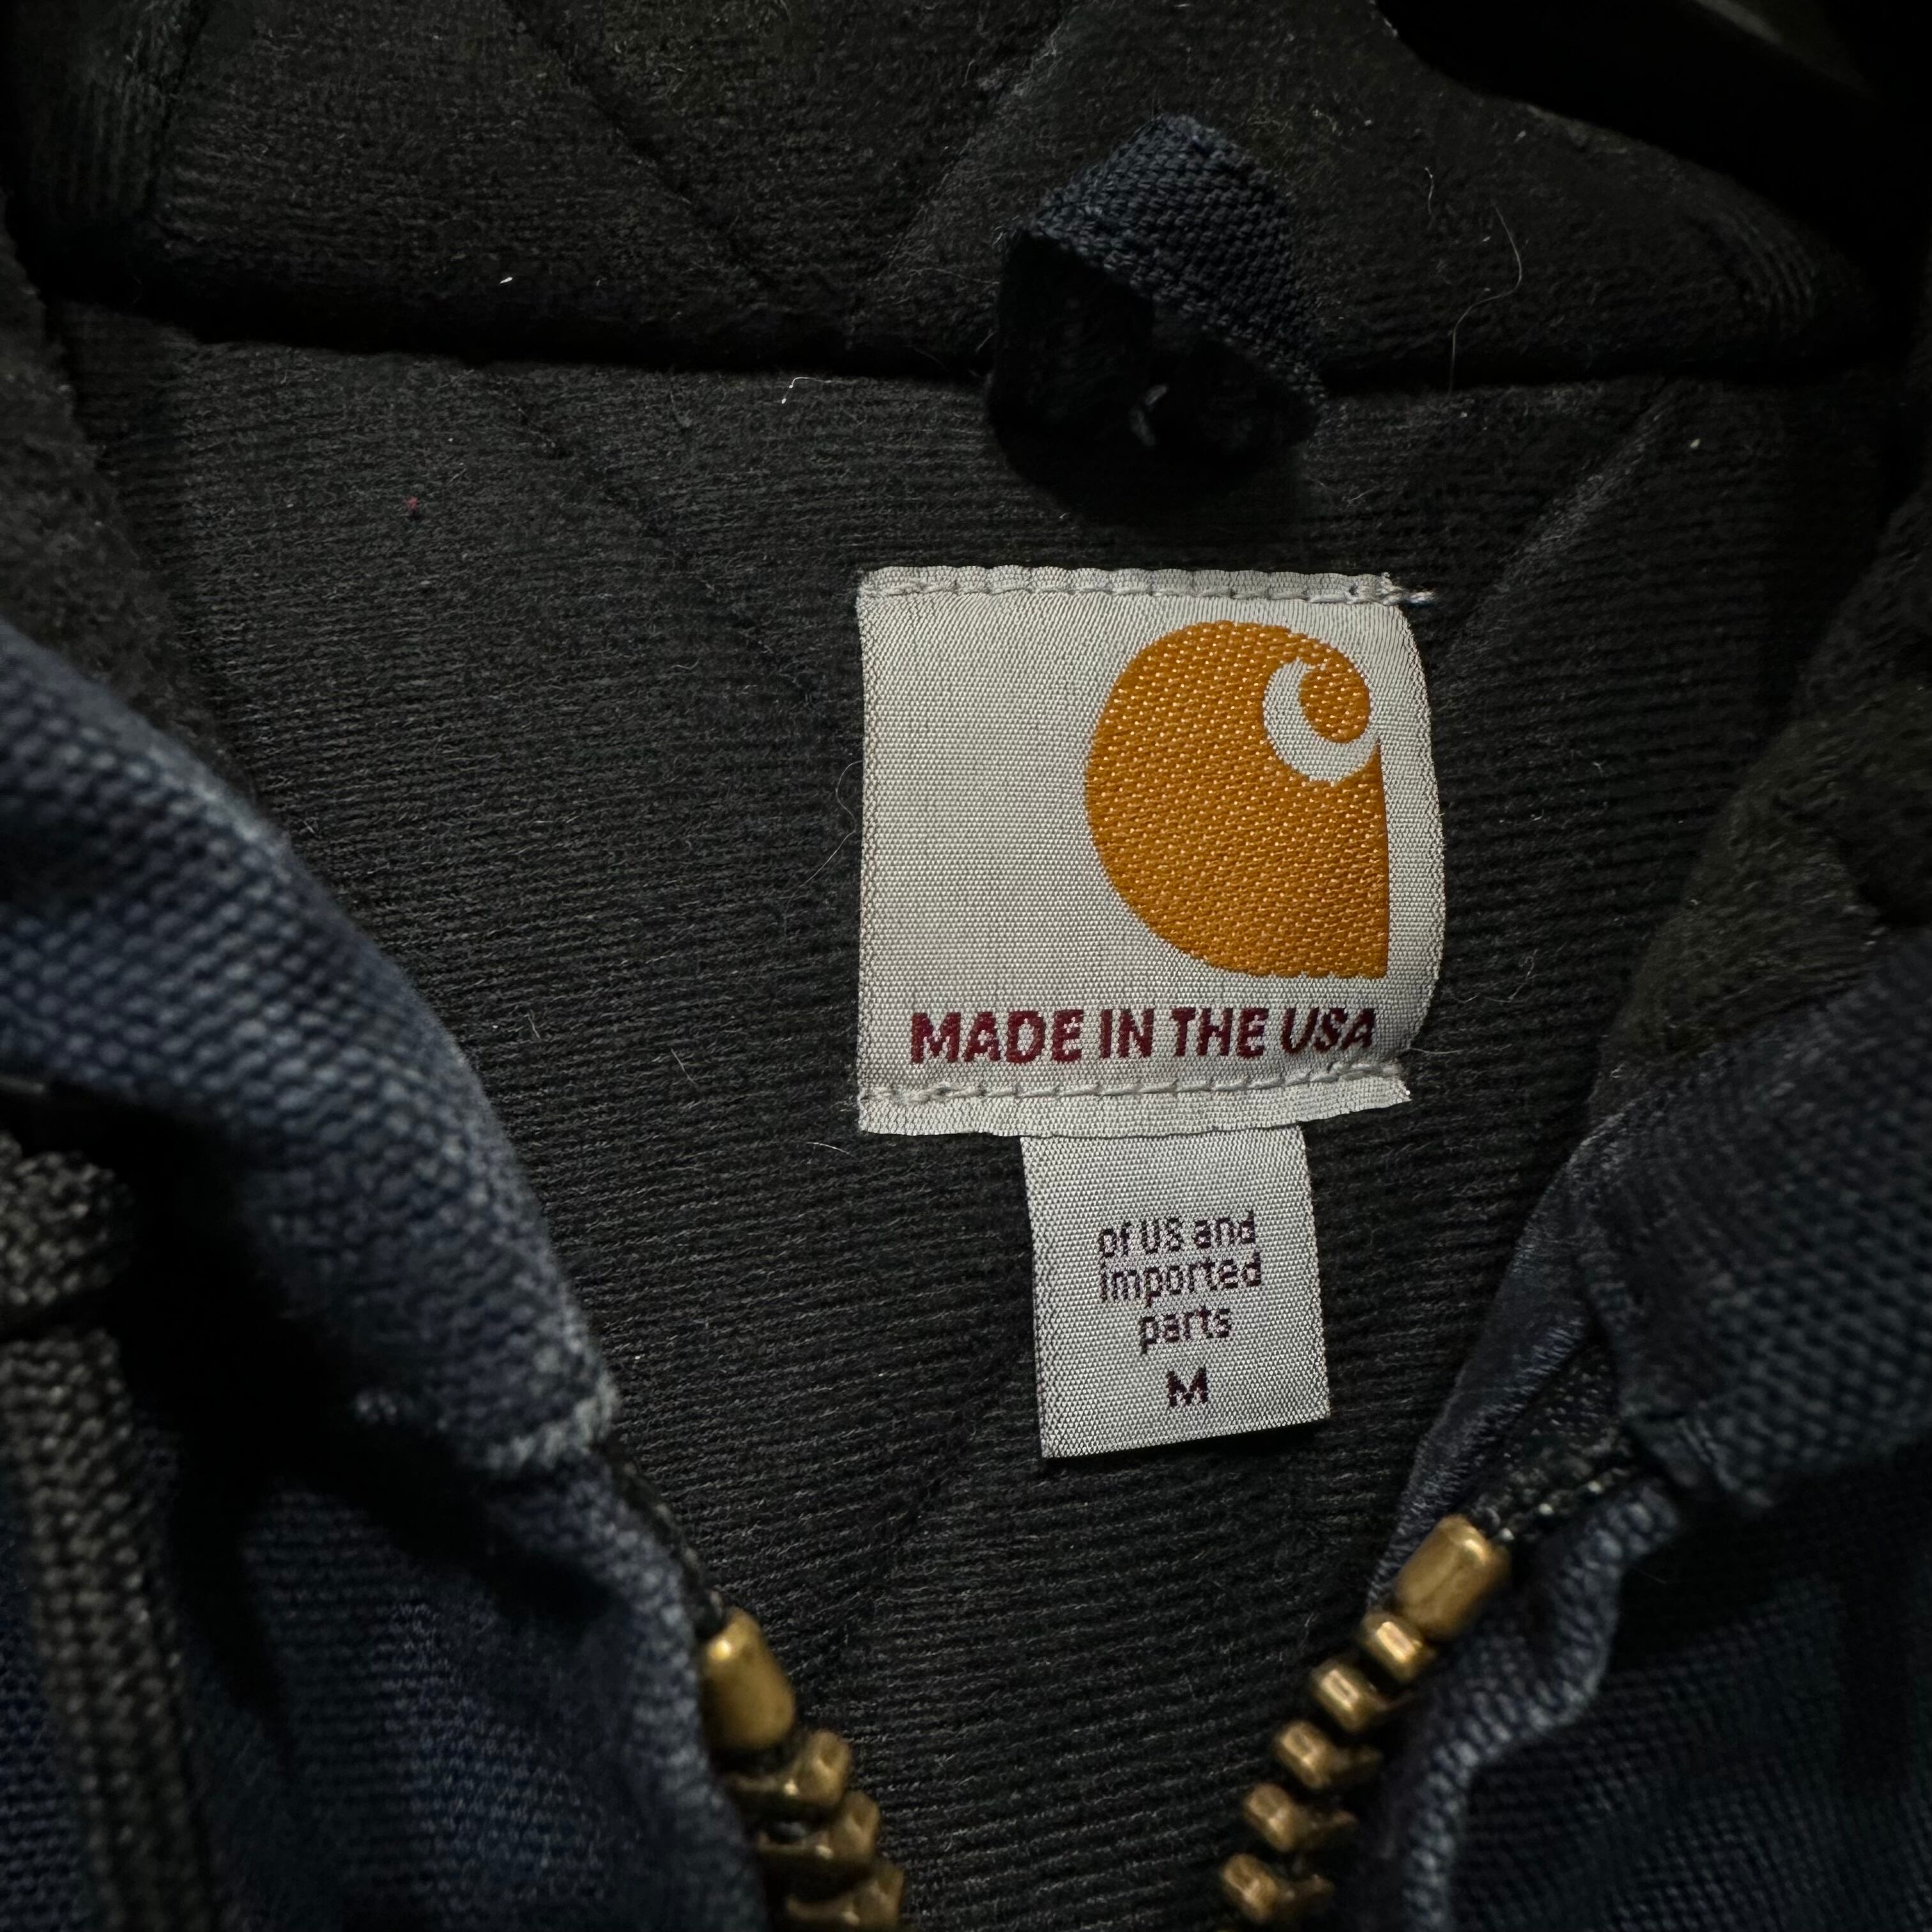 MADE IN THE USA
of US and
imported
parts
M